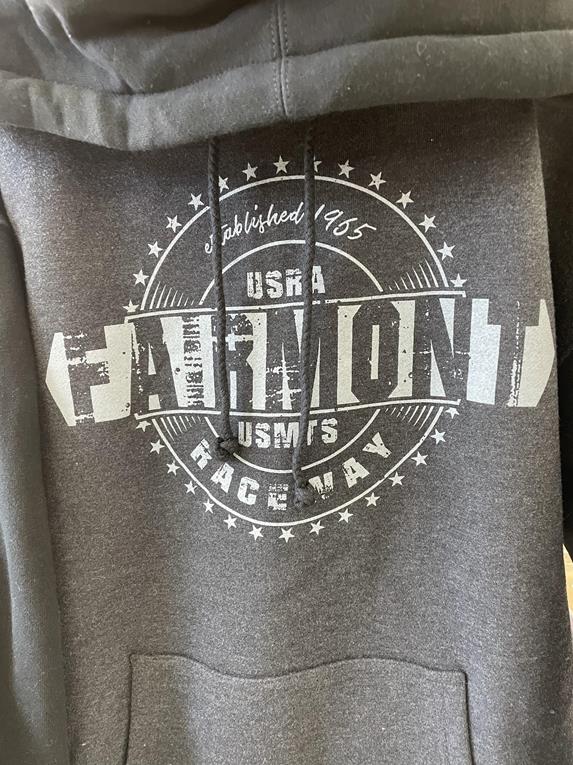 established 1965
USRA
FAIRMONT
USMTS
RACEWAY